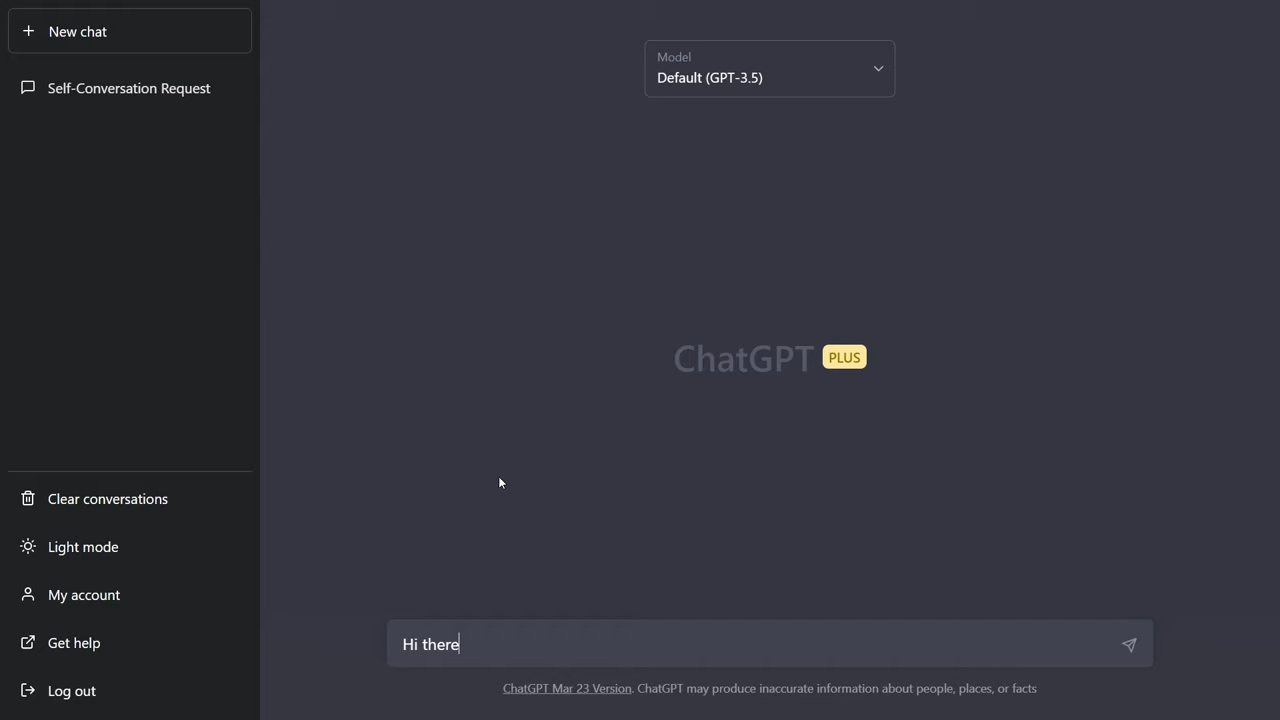 New chat
Self-Conversation Request
Model
Default (GPT-3.5)
ChatGPT PLUS
Clear conversations
Light mode
My account
Get help
Log out
Hi there
ChatGPT Mar 23 Version. ChatGPT may produce inaccurate information about people, places, or facts